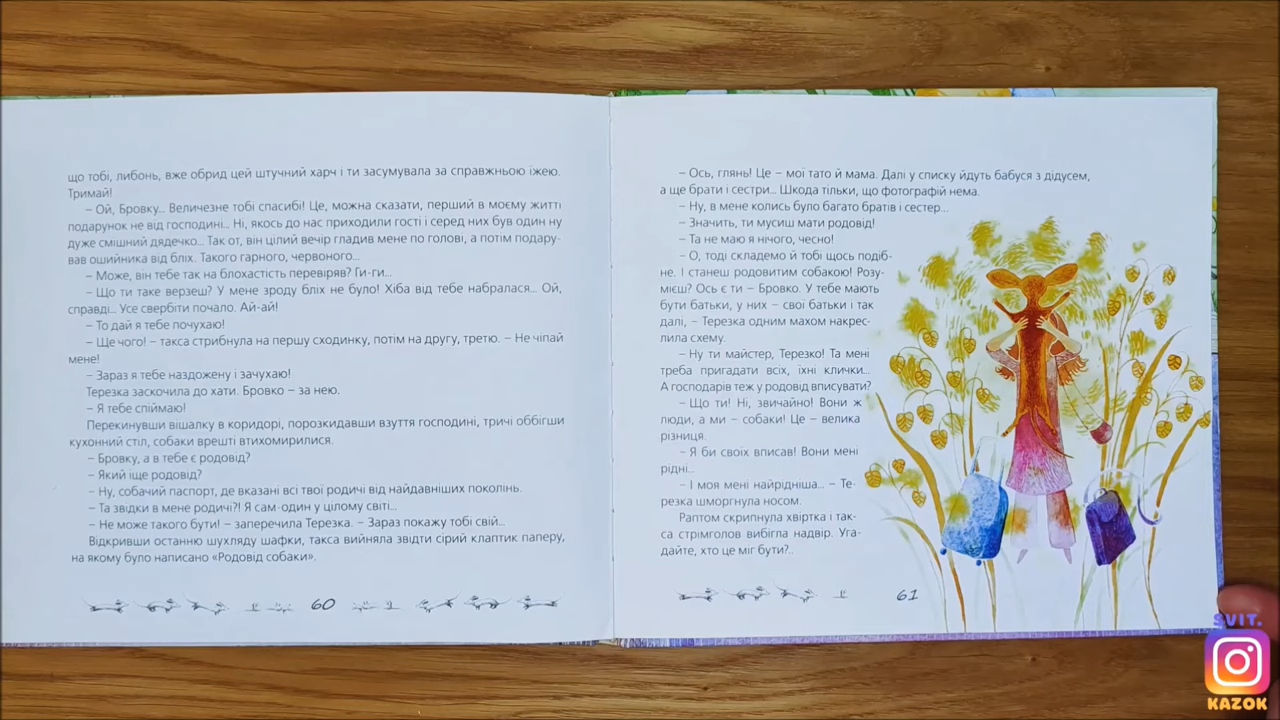 що тобі, либонь, вже обрид цей штучний харч і ти засумувала за справжньою їжею.
Тримай!
– Ой, Бровку... Величезне тобі спасибі! Це, можна сказати, перший в моєму житті
подарунок не від господині... Ні, якось до нас приходили гості і серед них був один ну
дуже смішний дядечко... Так от, він цілий вечір гладив мене по голові, а потім подару-
вав ошийника від бліх. Такого гарного, червоного...
– Може, він тебе так на блохастість перевіряв? Ги-ги...
– Що ти таке верзеш? У мене зроду бліх не було! Хіба від тебе набралася... Ой,
справді... Усе свербіти почало. Ай-ай!
– То дай я тебе почухаю!
– Ще чого! – такса стрибнула на першу сходинку, потім на другу, третю. – Не чіпай
мене!
– Зараз я тебе наздожену і зачухаю!
Терезка заскочила до хати. Бровко – за нею.
– Я тебе спіймаю!
Перекинувши вішалку в коридорі, порозкидавши взуття господині, тричі оббігши
кухонний стіл, собаки врешті втихомирилися.
– Бровку, а в тебе є родовід?
– Який іще родовід?
– Ну, собачий паспорт, де вказані всі твої родичі від найдавніших поколінь.
– Та звідки в мене родичі?! Я сам-один у цілому світі...
– Не може такого бути! – заперечила Терезка. – Зараз покажу тобі свій...
Відкривши останню шухляду шафки, такса вийняла звідти сірий клаптик паперу,
на якому було написано «Родовід собаки».
60
– Ось, глянь! Це – мої тато й мама. Далі у списку йдуть бабуся з дідусем,
а ще брати і сестри... Шкода тільки, що фотографій нема.
– Ну, в мене колись було багато братів і сестер...
– Значить, ти мусиш мати родовід!
– Та не маю я нічого, чесно!
– О, тоді складемо й тобі щось подіб-
не. І станеш родовитим собакою! Розу-
мієш? Ось є ти – Бровко. У тебе мають
бути батьки, у них – свої батьки і так
далі, – Терезка одним махом накрес-
лила схему.
– Ну ти майстер, Терезко! Та мені
треба пригадати всіх, їхні клички...
А господарів теж у родовід вписувати?
– Що ти! Ні, звичайно! Вони ж
люди, а ми – собаки! Це – велика
різниця.
– Я би своїх вписав! Вони мені
рідні...
– І моя мені найрідніша... – Те-
резка шморгнула носом.
Раптом скрипнула хвіртка і так-
са стрімголов вибігла надвір. Уга-
дайте, хто це міг бути?..
61
SVIT.
KAZOK